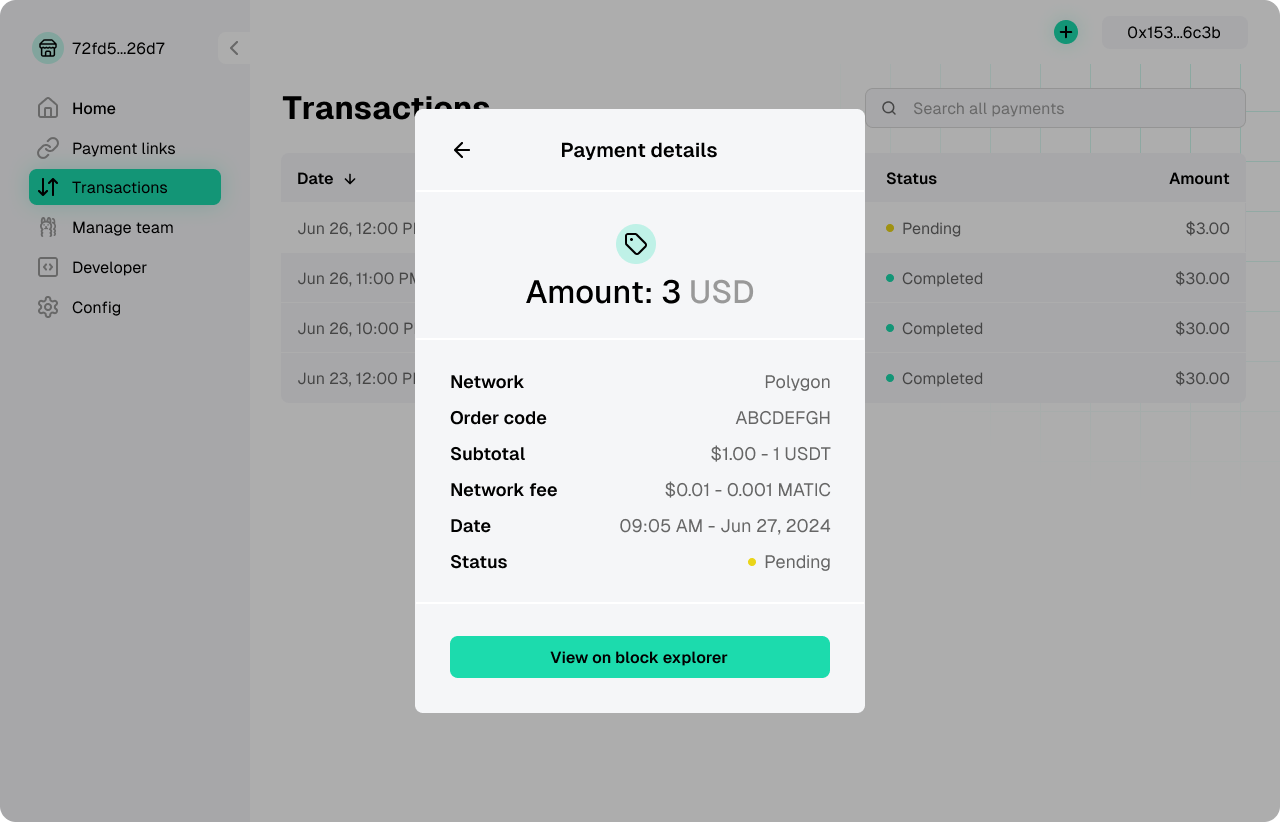 72fd5...26d7
0x153...6c3b
Home
Payment links
Transactions
Manage team
Developer
Config
Transactions
Search all payments
Date Status Amount
Jun 26, 12:00 Pending $3.00
Jun 26, 11:00 PM Completed $30.00
Jun 26, 10:00 Completed $30.00
Jun 23, 12:00 Completed $30.00
Payment details
Amount: 3 USD
Network Polygon
Order code ABCDEFGH
Subtotal $1.00 - 1 USDT
Network fee $0.01 - 0.001 MATIC
Date 09:05 AM - Jun 27, 2024
Status Pending
View on block explorer